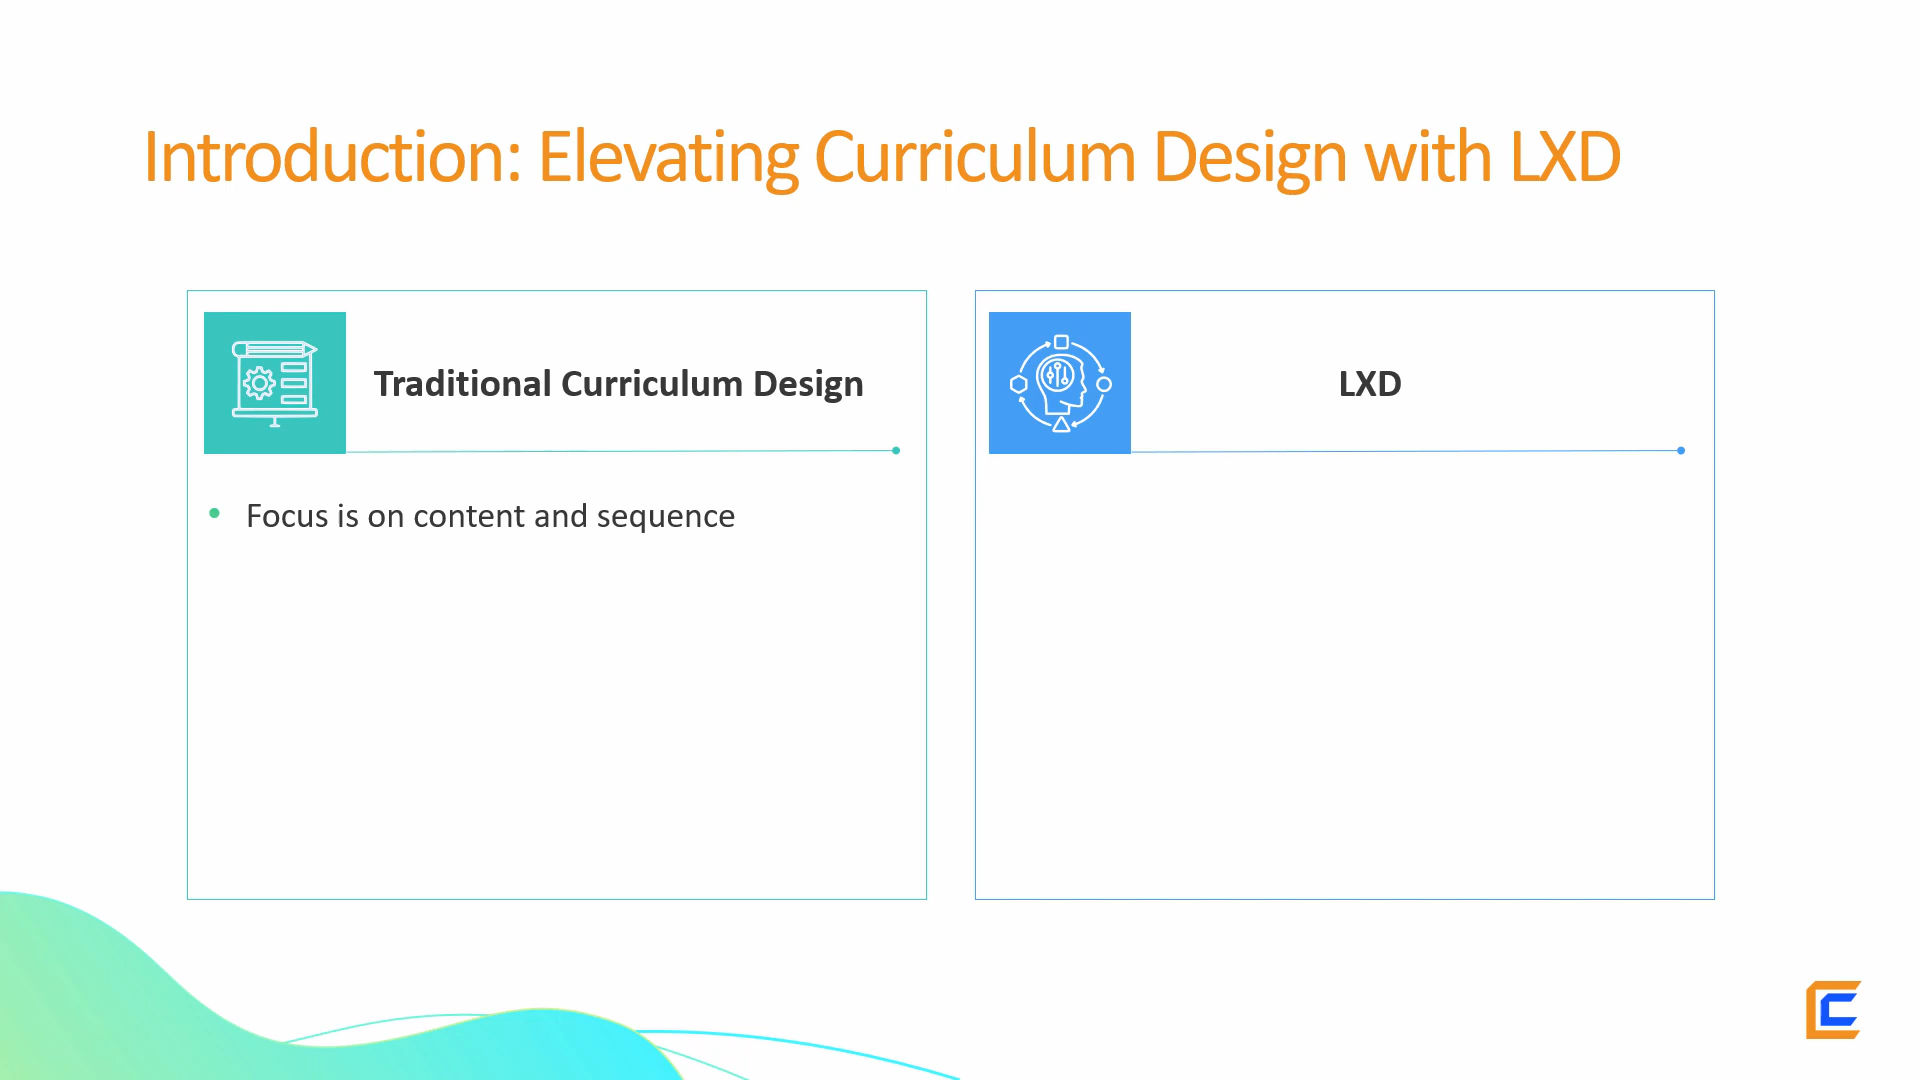 Introduction: Elevating Curriculum Design with LXD
Traditional Curriculum Design
• Focus is on content and sequence
LXD